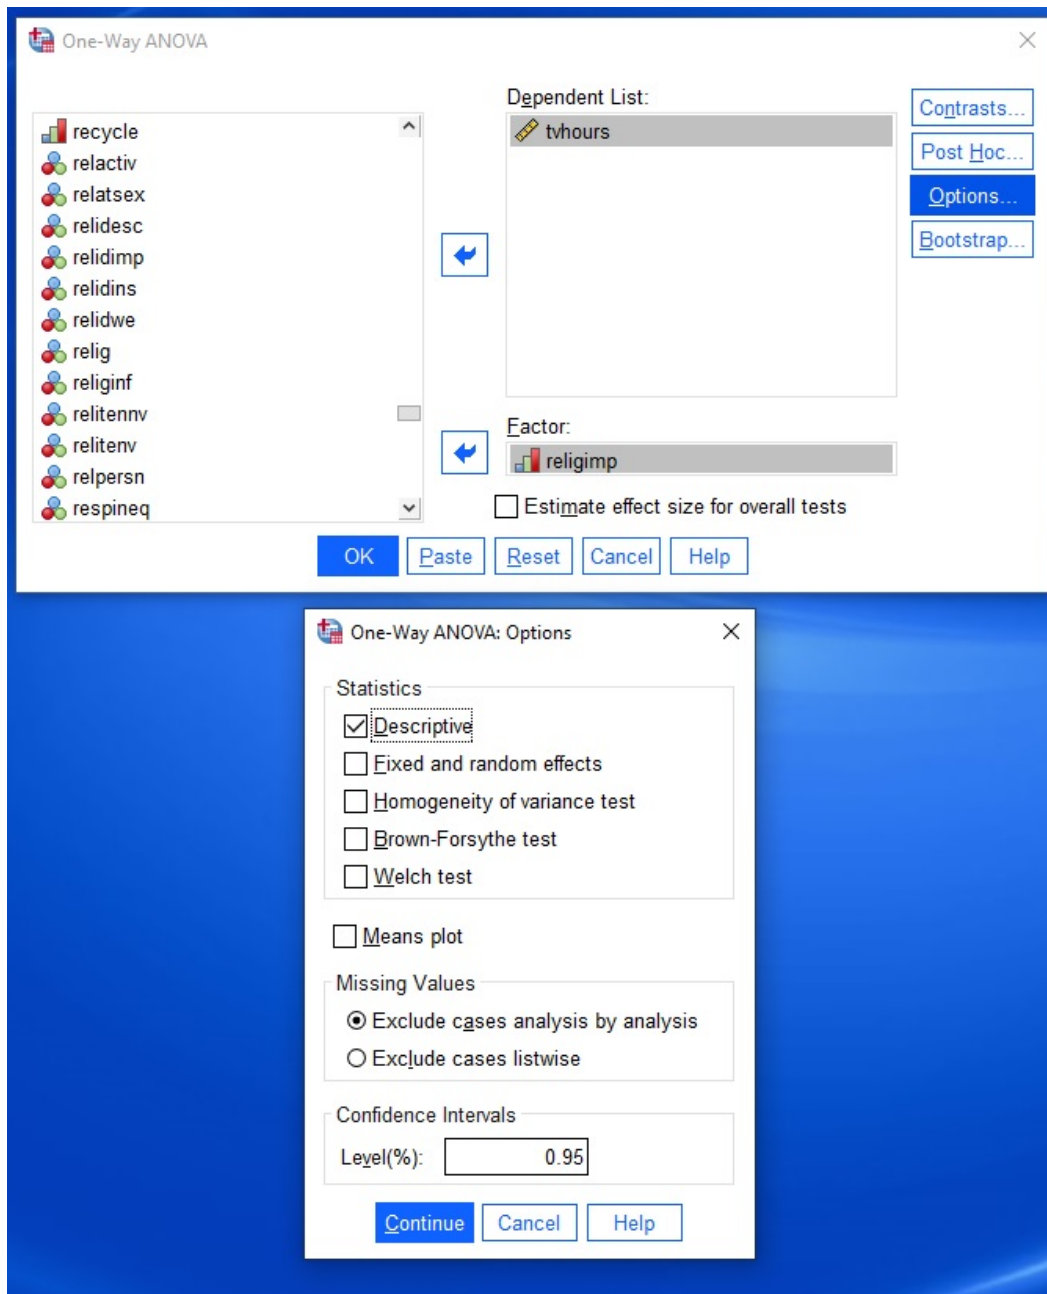 One-Way ANOVA
recycle
relactiv
relatsex
relidesc
relidimp
relidins
relidwe
relig
religinf
relitennv
relitenv
relpersn
respineq
Dependent List:
tvhours
Factor:
religimp
Estimate effect size for overall tests
Contrasts...
Post Hoc...
Options...
Bootstrap...
OK Paste Reset Cancel Help
One-Way ANOVA: Options
Statistics
Descriptive
Fixed and random effects
Homogeneity of variance test
Brown-Forsythe test
Welch test
Means plot
Missing Values
Exclude cases analysis by analysis
Exclude cases listwise
Confidence Intervals
Level(%): 0.95
Continue Cancel Help